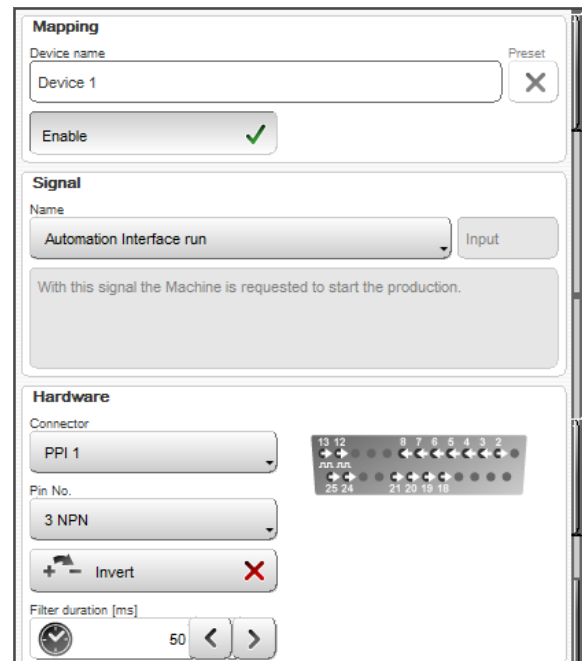 Mapping
Device name Preset
Device 1
Enable
Signal
Name
Automation Interface run Input
With this signal the Machine is requested to start the production.
Hardware
Connector
PPI 1
13 12 8 7 6 5 4 3 2
25 24 21 20 19 18
Pin No.
3 NPN
+ - Invert
Filter duration [ms]
50